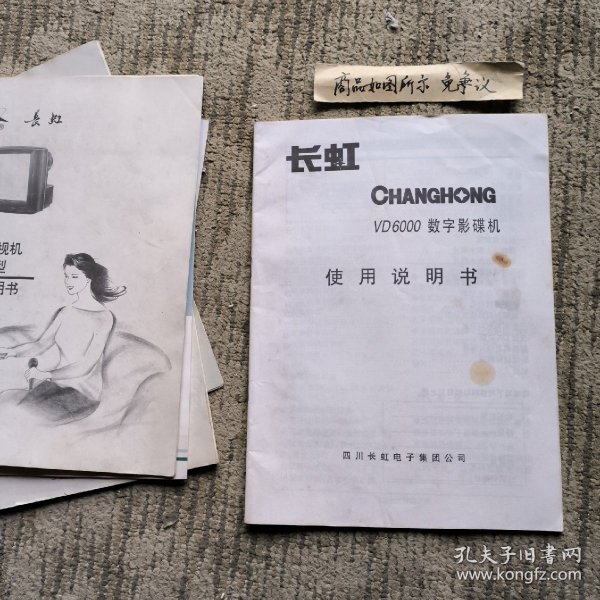 商品如图所示 免争议
长虹
CHANGHONG
VD6000 数字影碟机
使用说明书
四川长虹电子集团公司
长虹
视机
型
明书
孔夫子旧书网
www.kongfz.com